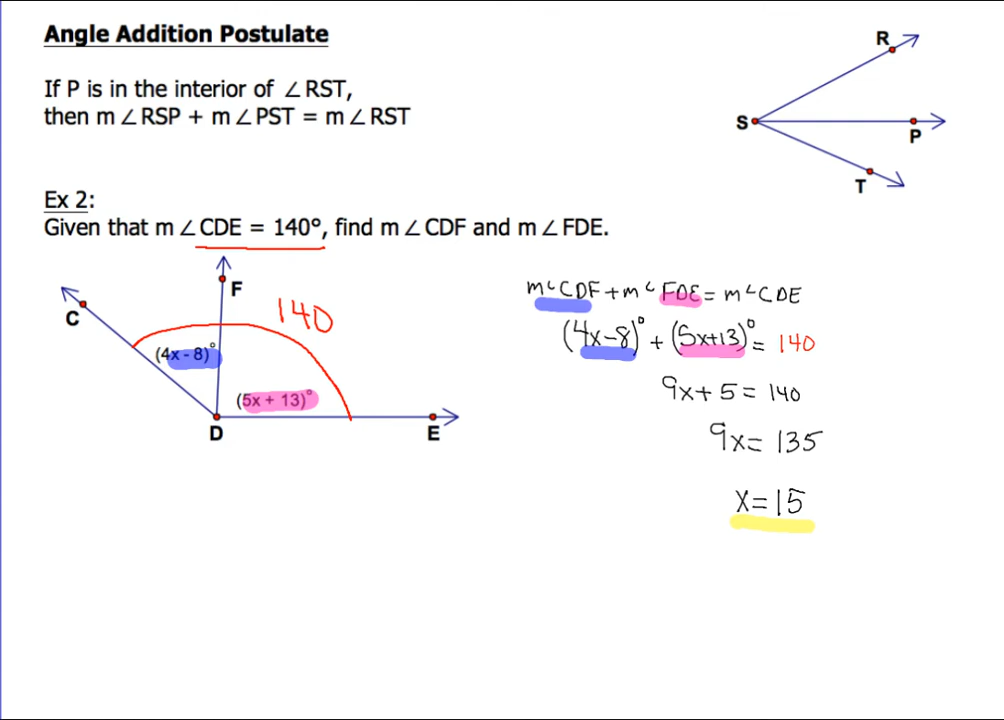 Angle Addition Postulate
If P is in the interior of ∠RST,
then m∠RSP + m∠PST = m∠RST
R
S
P
T
Ex 2:
Given that m∠CDE = 140°, find m∠CDF and m∠FDE.
F
C
140
(4x - 8)°
(5x + 13)°
D
E
m∠CDF + m∠FDE = m∠CDE
(4x-8)° + (5x+13)° = 140
9x + 5 = 140
9x = 135
x = 15